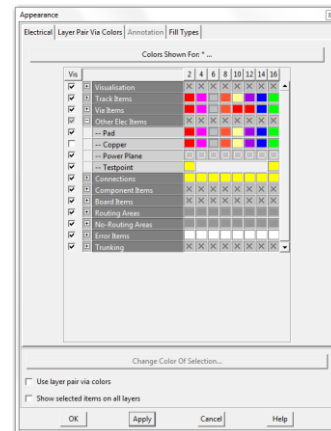 Appearance
Electrical Layer Pair Via Colors Annotation Fill Types
Colors Shown For: * ...
Vis 2 4 6 8 10 12 14 16
Visualisation
Track Items
Via Items
Other Elec Items
-- Pad
-- Copper
-- Power Plane
-- Testpoint
Connections
Component Items
Board Items
Routing Areas
No-Routing Areas
Error Items
Trunking
Change Color Of Selection...
Use layer pair via colors
Show selected items on all layers
OK Apply Cancel Help